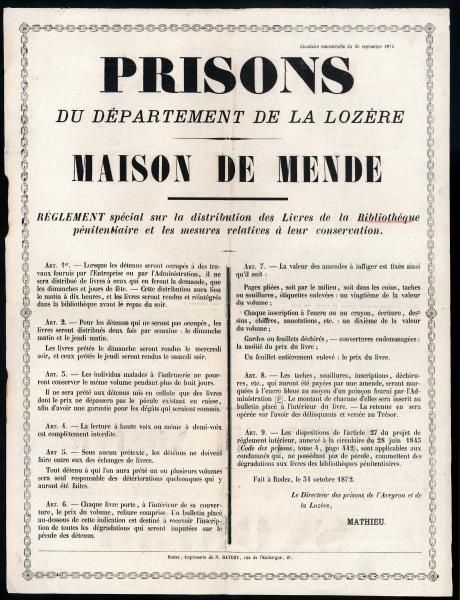 Circulaire ministérielle du 25 septembre 1872.
PRISONS
DU DÉPARTEMENT DE LA LOZÈRE
MAISON DE MENDE
RÈGLEMENT spécial sur la distribution des Livres de la Bibliothèque
pénitentiaire et les mesures relatives à leur conservation.
ART. 1er. — Lorsque les détenus seront occupés à des tra-
vaux fournis par l'Entreprise ou par l'Administration, il ne
sera distribué de livres à ceux qui en feront la demande, que
les dimanches et jours de fête. — Cette distribution aura lieu
le matin à dix heures, et les livres seront rendus et réintégrés
dans la bibliothèque avant le repas du soir.
ART. 2. — Pour les détenus qui ne seront pas occupés, les
livres seront distribués deux fois par semaine : le dimanche
matin et le jeudi matin.
Les livres prêtés le dimanche seront rendus le mercredi
soir, et ceux prêtés le jeudi seront rendus le samedi soir.
ART. 3. — Les individus malades à l'infirmerie ne pour-
ront conserver le même volume pendant plus de huit jours.
Il ne sera prêté aux détenus mis en cellule que des livres
dont le prix ne dépassera pas le pécule existant en caisse,
afin d'avoir une garantie pour les dégâts qui seraient commis.
ART. 4. — La lecture à haute voix ou même à demi-voix
est complètement interdite.
ART. 5. — Sous aucun prétexte, les détenus ne doivent
faire entre eux des échanges de livres.
Tout détenu à qui l'on aura prêté un ou plusieurs volumes
sera seul responsable des détériorations quelconques qui y
auront été faites.
ART. 6. — Chaque livre porte, à l'intérieur de sa couver-
ture, le prix du volume, reliure comprise. Un bulletin placé
au-dessous de cette indication est destiné à recevoir l'inscrip-
tion de toutes les dégradations qui seront imputées sur le
pécule des détenus.
ART. 7. — La valeur des amendes à infliger est fixée ainsi
qu'il suit :
Pages pliées, soit par le milieu, soit dans les coins, taches
ou souillures, étiquettes enlevées : un vingtième de la valeur
du volume ;
Chaque inscription à l'encre ou au crayon, écriture, des-
sins, chiffres, annotations, etc. : un dixième de la valeur
du volume ;
Gardes ou feuillets déchirés, — couvertures endommagées :
la moitié du prix du livre ;
Un feuillet entièrement enlevé : le prix du livre.
ART. 8. — Les taches, souillures, inscriptions, déchiru-
res, etc., qui auront été payées par une amende, seront mar-
quées à l'encre bleue au moyen d'un poinçon fourni par l'Ad-
ministration P. Le montant de chacune d'elles sera inscrit au
bulletin placé à l'intérieur du livre. — La retenue en sera
opérée sur l'avoir des délinquants et versée au Trésor.
ART. 9. — Les dispositions de l'article 27 du projet de
règlement intérieur, annexé à la circulaire du 28 juin 1843
(Code des prisons, tome 1, page 442), sont applicables aux
condamnés qui, ne possédant pas de pécule, commettent des
dégradations aux livres des bibliothèques pénitentiaires.
Fait à Rodez, le 31 octobre 1872.
Le Directeur des prisons de l'Aveyron et de
la Lozère,
MATHIEU.
Rodez, Imprimerie de N. RATERY, rue de l'Embergue, 21.